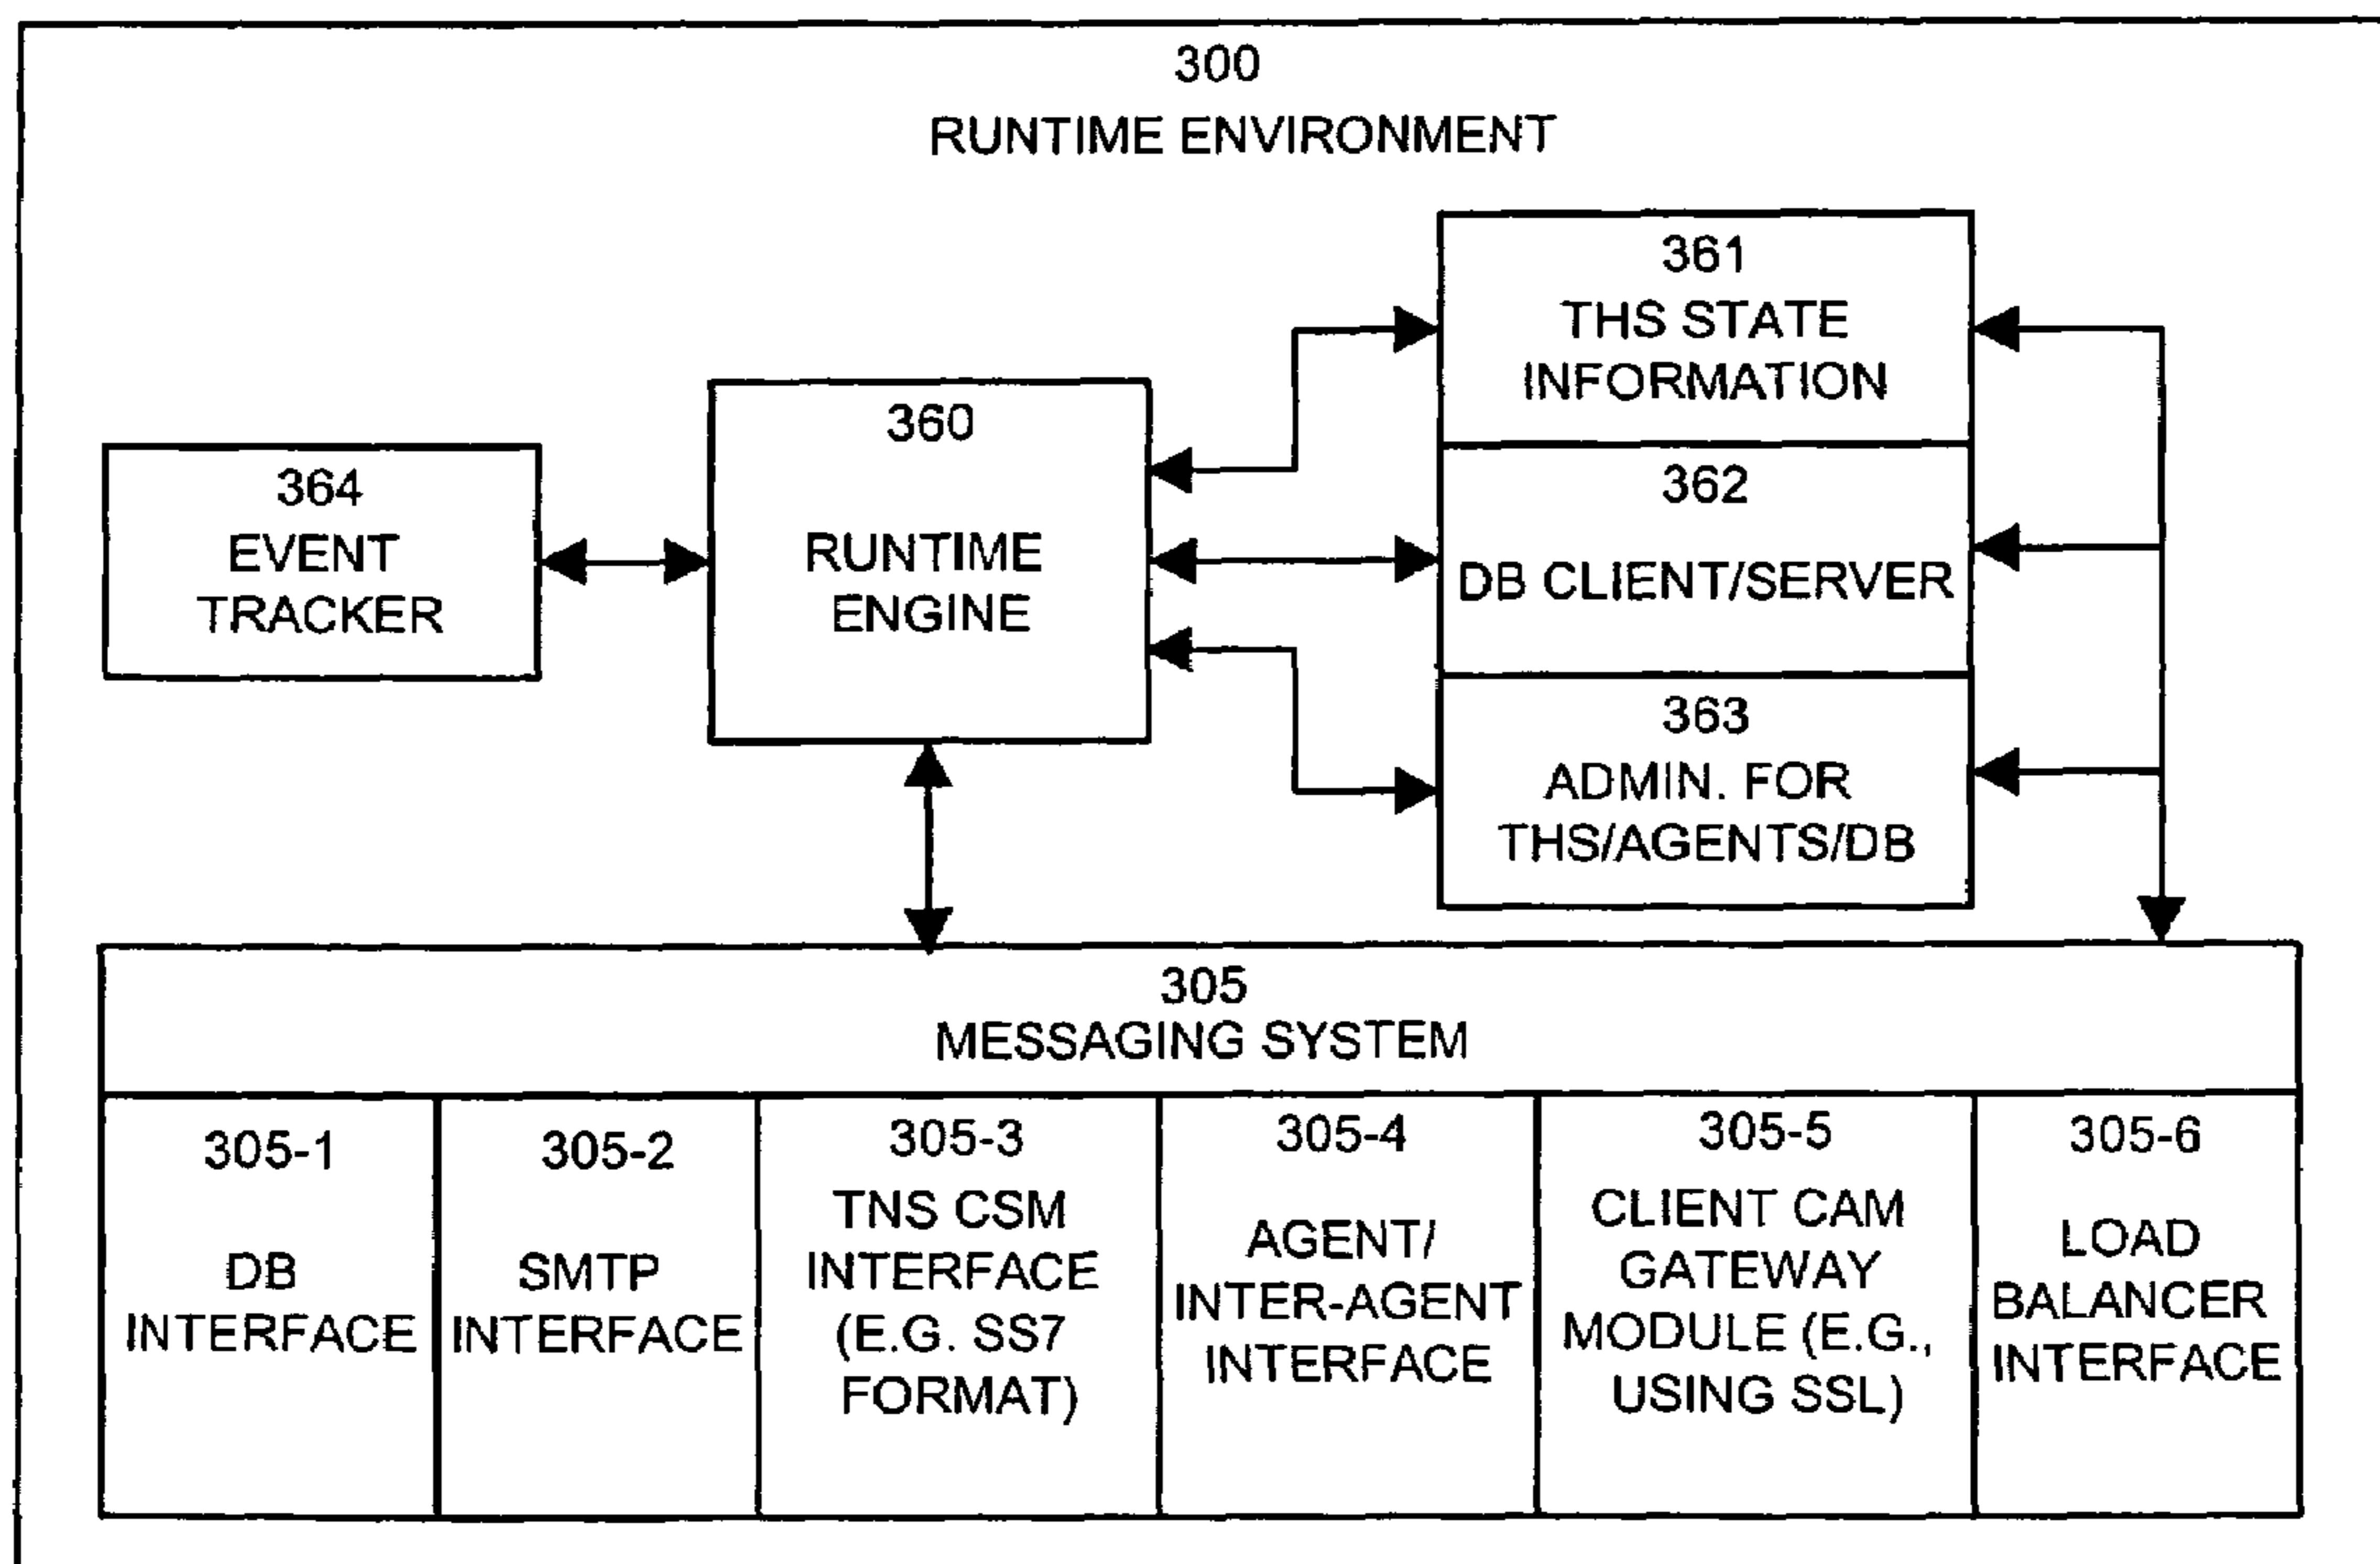 300
RUNTIME ENVIRONMENT
361
THS STATE
INFORMATION
360
RUNTIME
ENGINE
364
EVENT
TRACKER
362
DB CLIENT/SERVER
363
ADMIN. FOR
THS/AGENTS/DB
305
MESSAGING SYSTEM
305-1
DB
INTERFACE
305-2
SMTP
INTERFACE
305-3
TNS CSM
INTERFACE
(E.G. SS7
FORMAT)
305-4
AGENT/
INTER-AGENT
INTERFACE
305-5
CLIENT CAM
GATEWAY
MODULE (E.G.,
USING SSL)
305-6
LOAD
BALANCER
INTERFACE